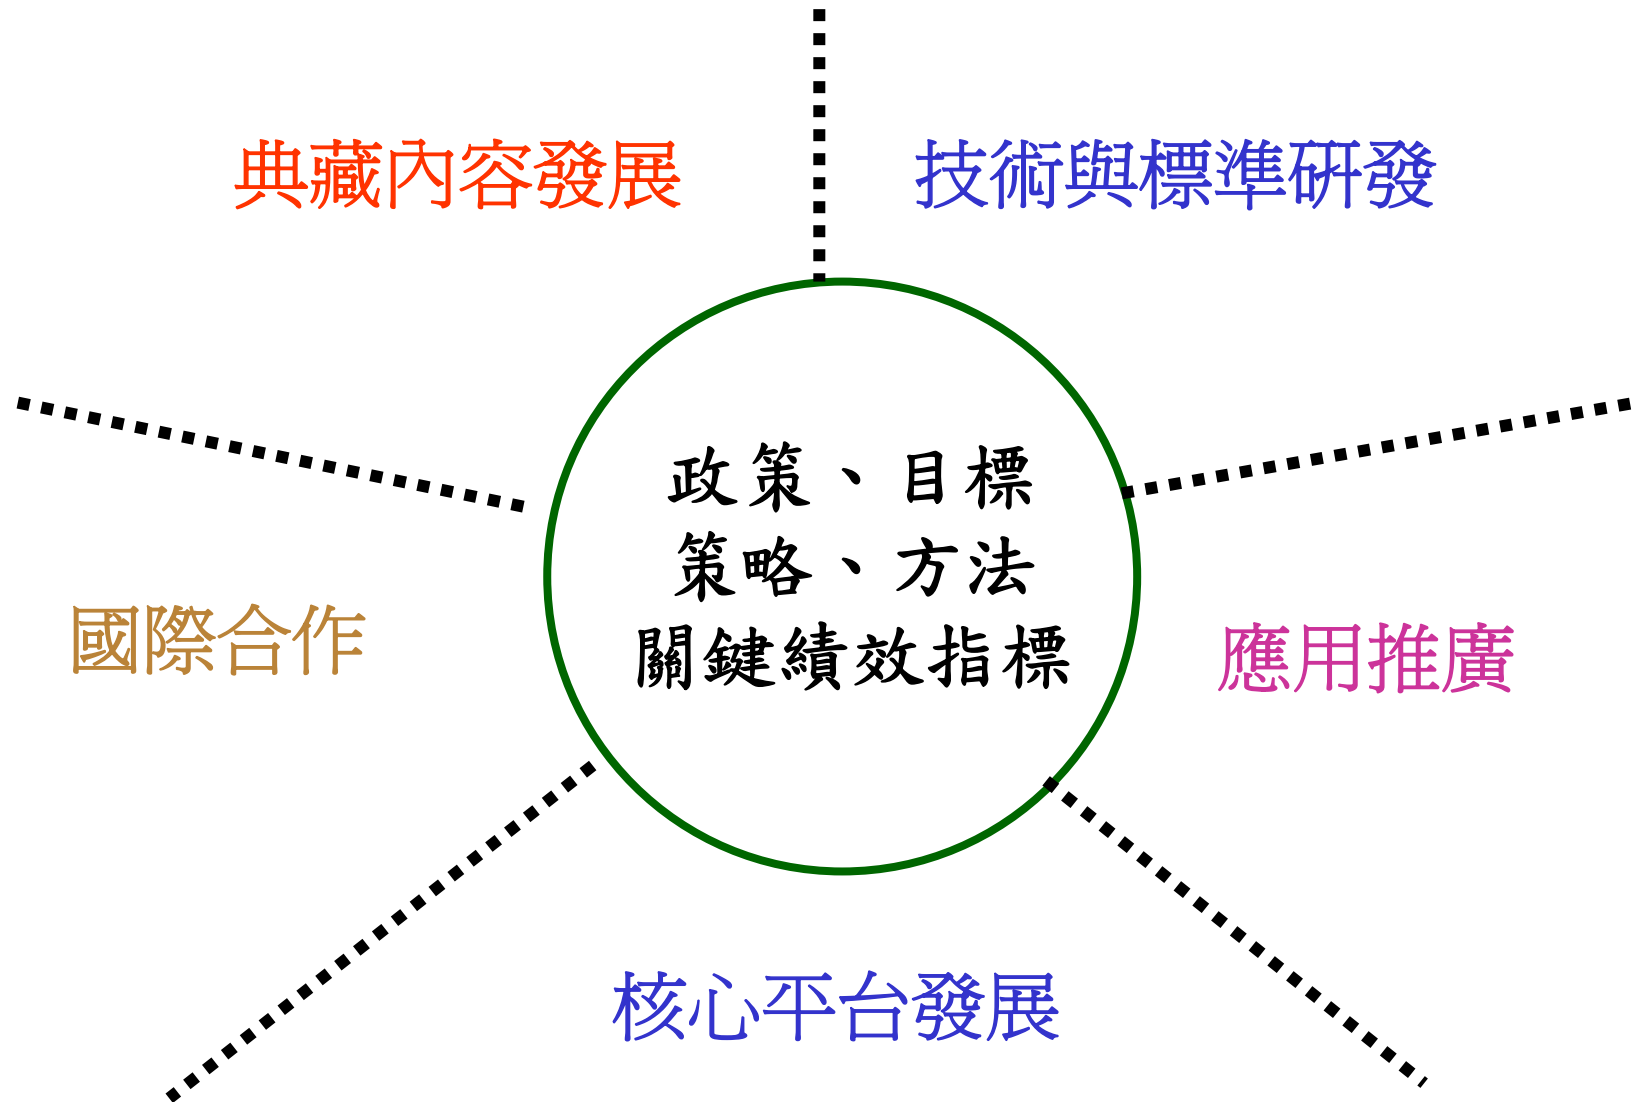 典藏內容發展
技術與標準研發
政策、目標
策略、方法
關鍵績效指標
國際合作
應用推廣
核心平台發展